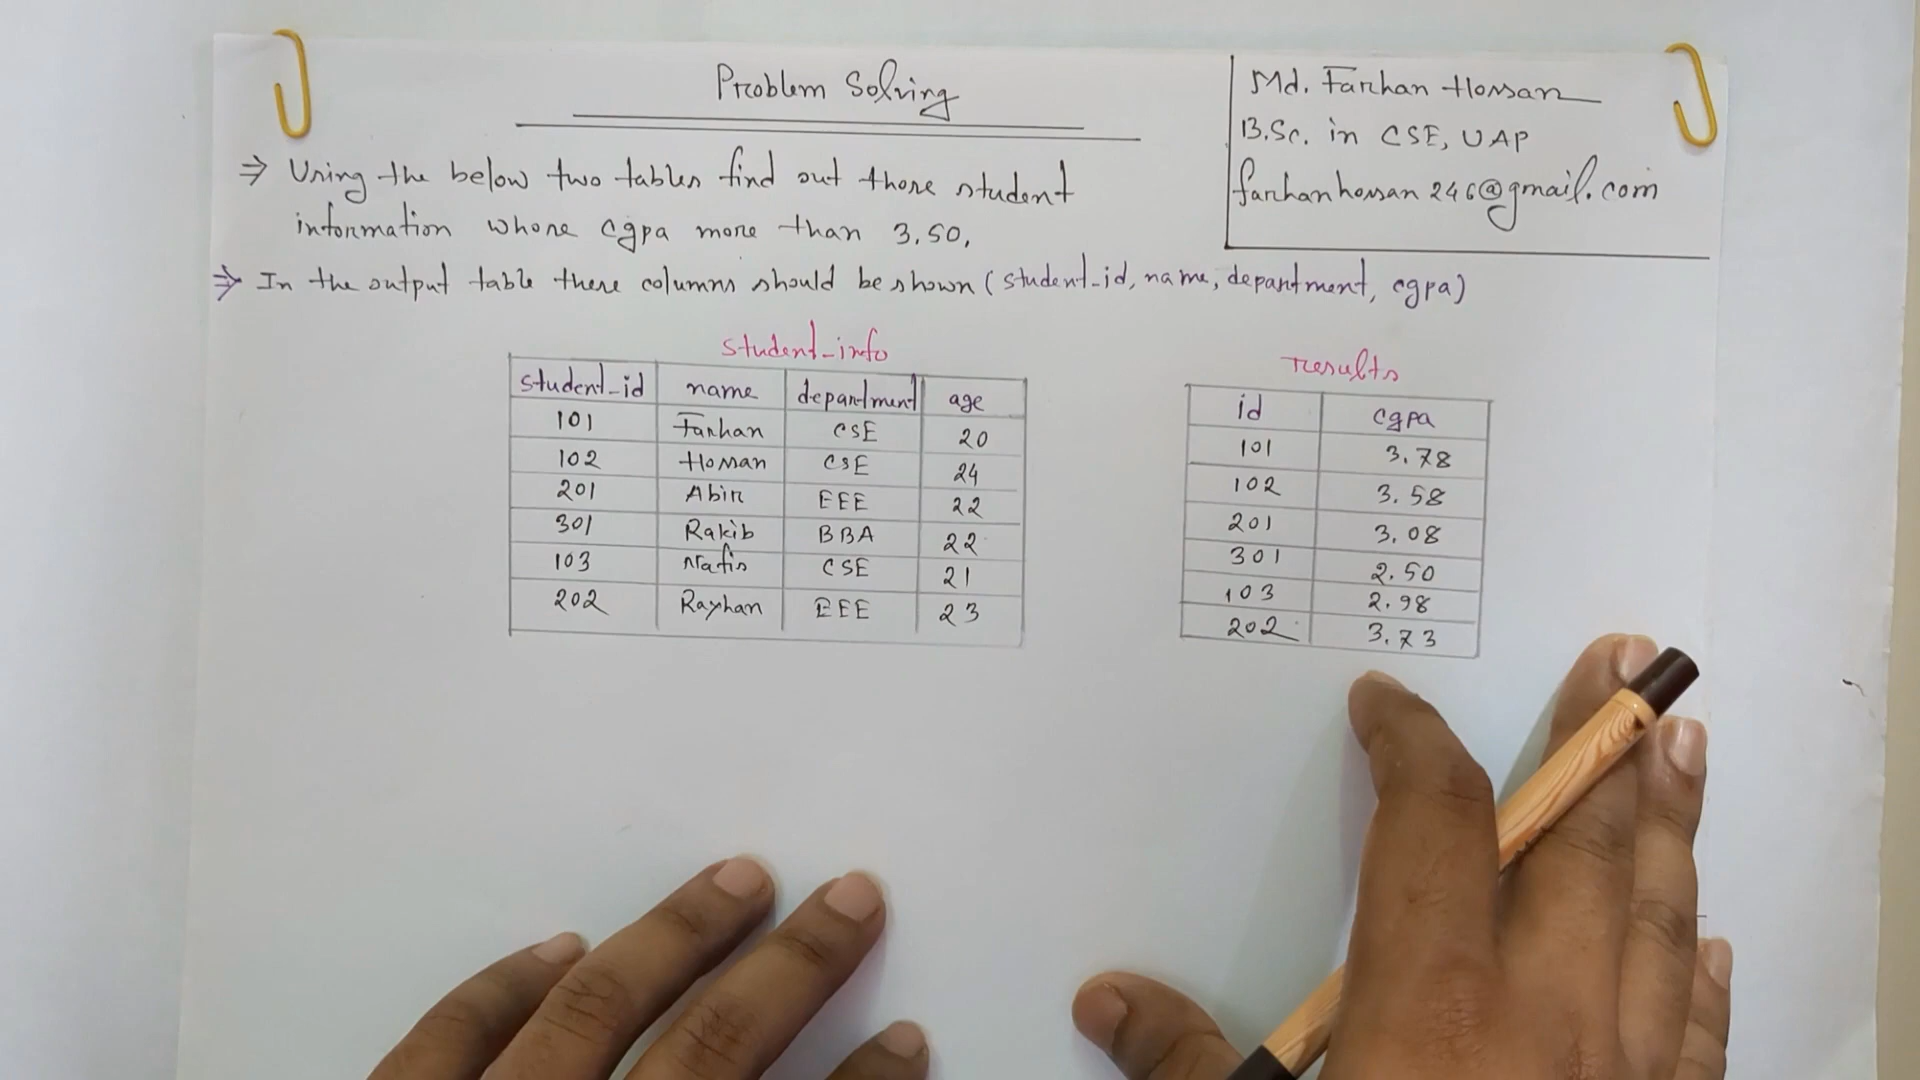 Problem Solving
Md. Farhan Hossan
B.Sc. in CSE, UAP
farhanhossan246@gmail.com
⇒ Using the below two tables find out those student
information whose cgpa more than 3.50.
⇒ In the output table these columns should be shown (student_id, name, department, cgpa)
student_info
student_id name department age
101 Farhan CSE 20
102 Hossan CSE 24
201 Abir EEE 22
301 Rakib BBA 22
103 Nafis CSE 21
202 Rayhan EEE 23
results
id cgpa
101 3.78
102 3.58
201 3.08
301 2.50
103 2.98
202 3.73